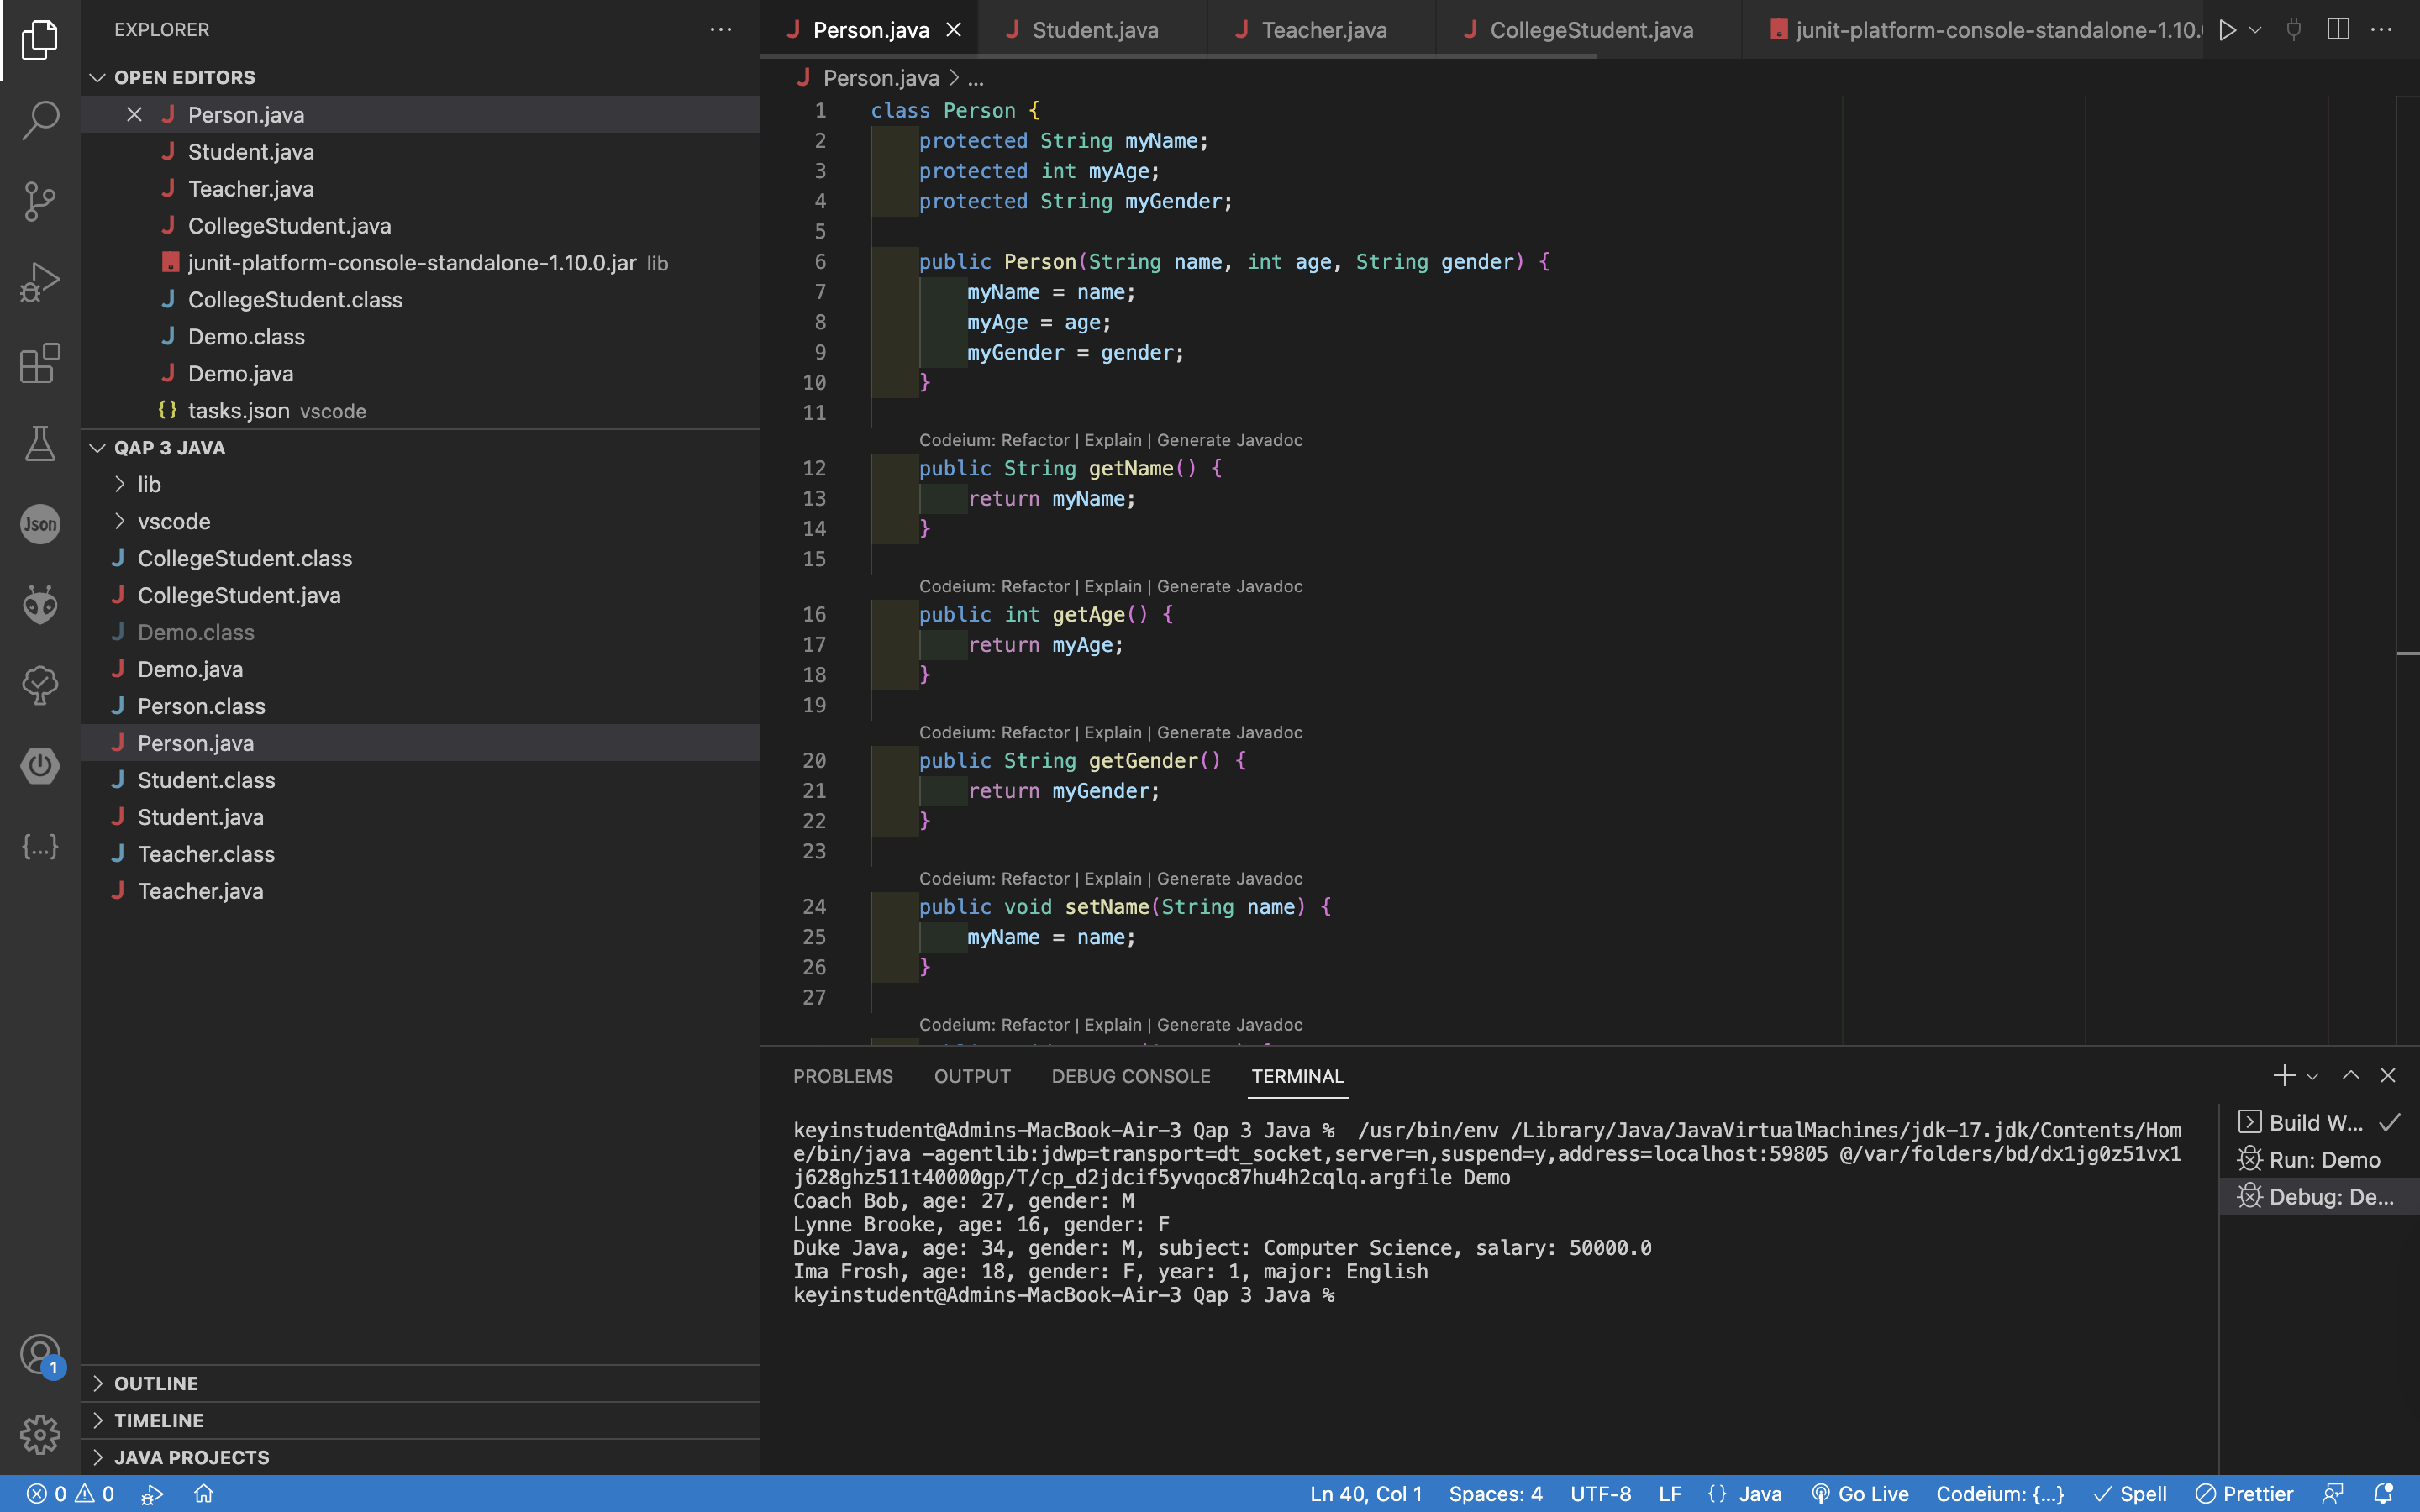 EXPLORER
OPEN EDITORS
Person.java
Student.java
Teacher.java
CollegeStudent.java
junit-platform-console-standalone-1.10.0.jar lib
CollegeStudent.class
Demo.class
Demo.java
{} tasks.json vscode
QAP 3 JAVA
lib
vscode
CollegeStudent.class
CollegeStudent.java
Demo.class
Demo.java
Person.class
Person.java
Student.class
Student.java
Teacher.class
Teacher.java
OUTLINE
TIMELINE
JAVA PROJECTS
Json
{...}
1
Person.java Student.java Teacher.java CollegeStudent.java junit-platform-console-standalone-1.10.
Person.java > ...
1 class Person {
2 protected String myName;
3 protected int myAge;
4 protected String myGender;
5
6 public Person(String name, int age, String gender) {
7 myName = name;
8 myAge = age;
9 myGender = gender;
10 }
11
Codeium: Refactor | Explain | Generate Javadoc
12 public String getName() {
13 return myName;
14 }
15
Codeium: Refactor | Explain | Generate Javadoc
16 public int getAge() {
17 return myAge;
18 }
19
Codeium: Refactor | Explain | Generate Javadoc
20 public String getGender() {
21 return myGender;
22 }
23
Codeium: Refactor | Explain | Generate Javadoc
24 public void setName(String name) {
25 myName = name;
26 }
27
Codeium: Refactor | Explain | Generate Javadoc
PROBLEMS OUTPUT DEBUG CONSOLE TERMINAL
keyinstudent@Admins-MacBook-Air-3 Qap 3 Java %  /usr/bin/env /Library/Java/JavaVirtualMachines/jdk-17.jdk/Contents/Hom
e/bin/java -agentlib:jdwp=transport=dt_socket,server=n,suspend=y,address=localhost:59805 @/var/folders/bd/dx1jg0z51vx1
j628ghz511t40000gp/T/cp_d2jdcif5yvqoc87hu4h2cqlq.argfile Demo
Coach Bob, age: 27, gender: M
Lynne Brooke, age: 16, gender: F
Duke Java, age: 34, gender: M, subject: Computer Science, salary: 50000.0
Ima Frosh, age: 18, gender: F, year: 1, major: English
keyinstudent@Admins-MacBook-Air-3 Qap 3 Java %
Build W...
Run: Demo
Debug: De...
0 0 Ln 40, Col 1 Spaces: 4 UTF-8 LF {} Java Go Live Codeium: {...} Spell Prettier